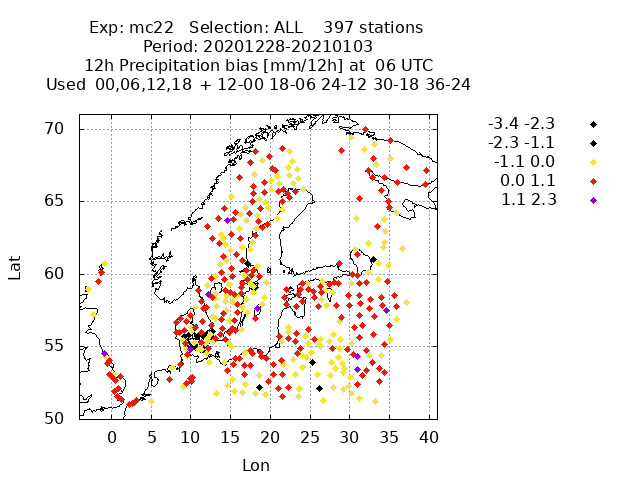 Exp: mc22 Selection: ALL 397 stations
Period: 20201228-20210103
12h Precipitation bias [mm/12h] at 06 UTC
Used 00,06,12,18 + 12-00 18-06 24-12 30-18 36-24
-3.4 -2.3
-2.3 -1.1
-1.1 0.0
0.0 1.1
1.1 2.3
70
65
60
55
50
Lat
0 5 10 15 20 25 30 35 40
Lon